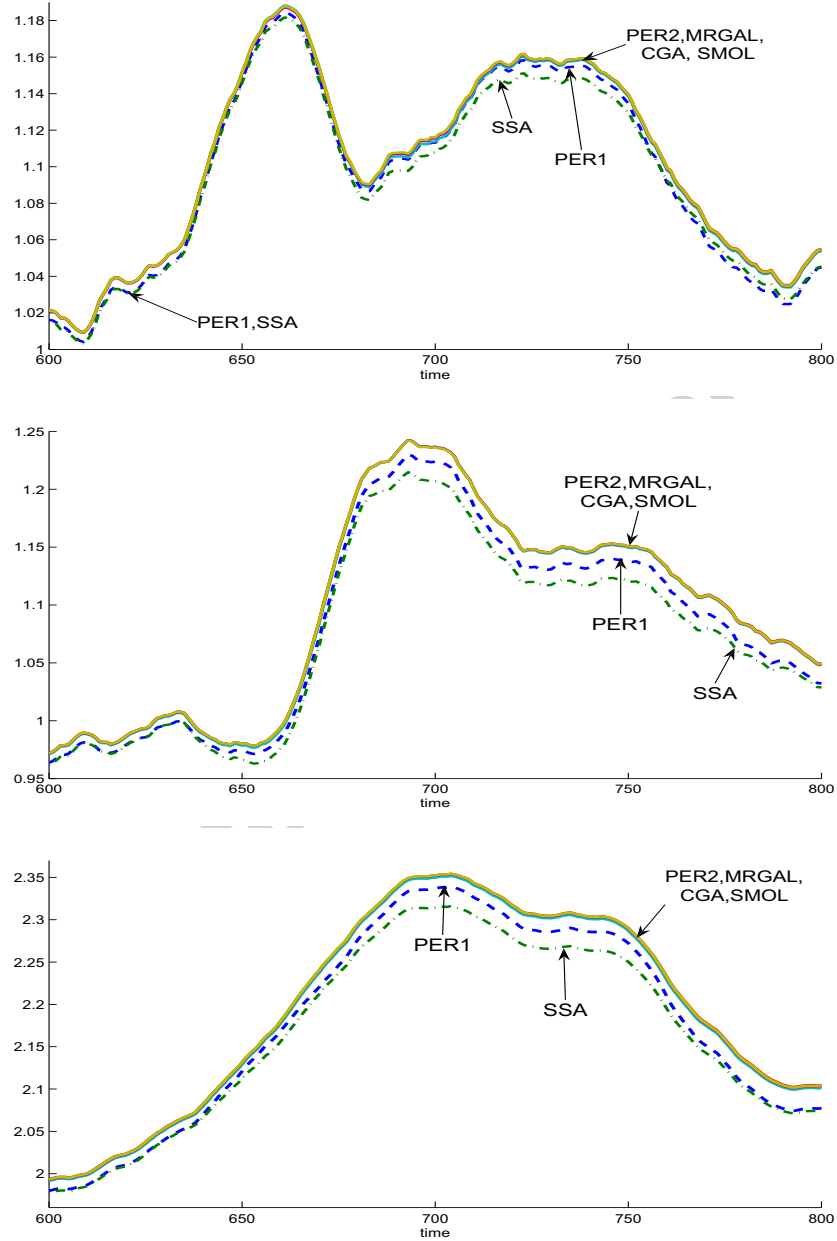 1.18
PER2,MRGAL,
CGA, SMOL
1.16
1.14
SSA
1.12
PER1
1.1
1.08
1.06
1.04
1.02
PER1,SSA
1
600
650
700
750
800
time
1.25
PER2,MRGAL,
CGA,SMOL
1.2
1.15
PER1
1.1
1.05
SSA
1
0.95
600
650
700
750
800
time
2.35
PER2,MRGAL,
CGA,SMOL
2.3
PER1
2.25
SSA
2.2
2.15
2.1
2.05
2
600
650
700
750
800
time